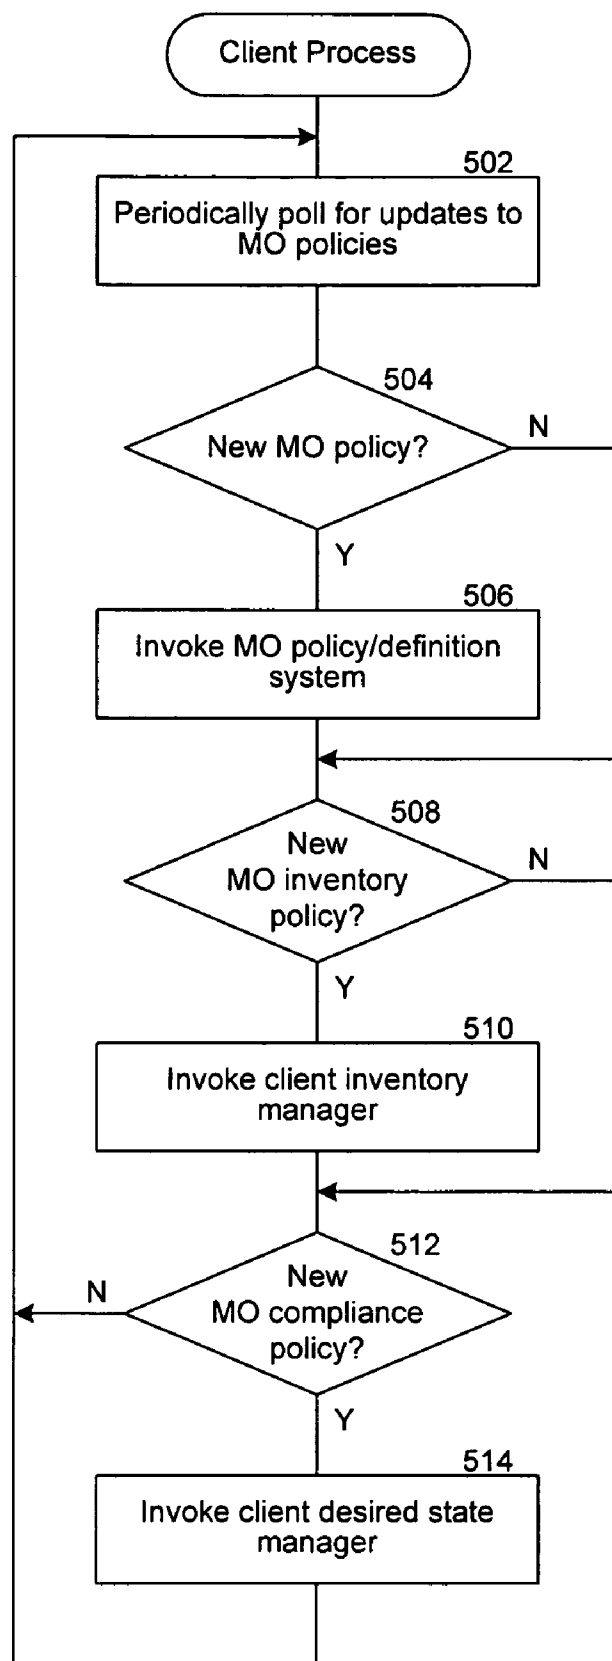 Client Process
502
Periodically poll for updates to
MO policies
504
New MO policy?
N
Y
506
Invoke MO policy/definition
system
508
New
MO inventory
policy?
N
Y
510
Invoke client inventory
manager
512
New
MO compliance
policy?
N
Y
514
Invoke client desired state
manager